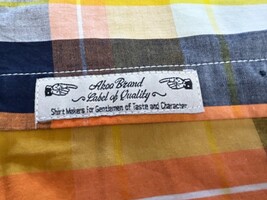 Akoo Brand
Label of Quality
Shirt Makers For Gentlemen of Taste and Character